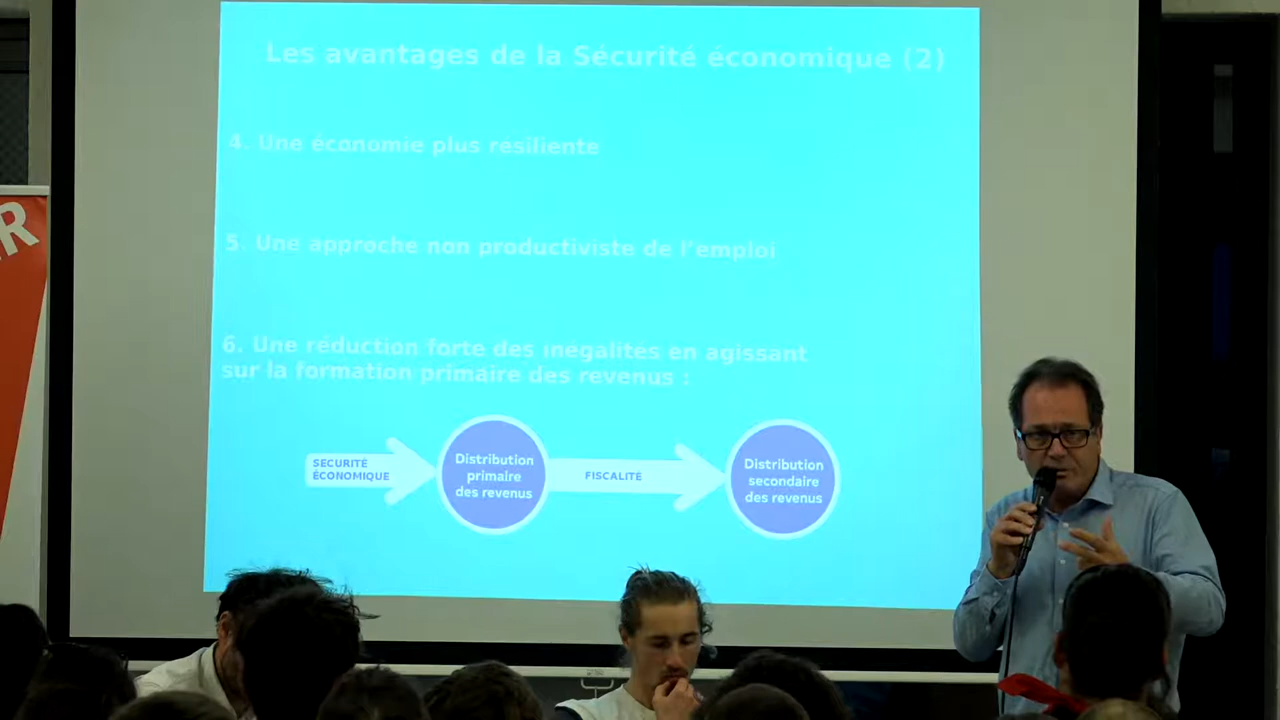 Les avantages de la Sécurité économique (2)
4. Une économie plus résiliente
5. Une approche non productiviste de l'emploi
6. Une réduction forte des inégalités en agissant
sur la formation primaire des revenus :
SECURITÉ
ÉCONOMIQUE
Distribution
primaire
des revenus
FISCALITÉ
Distribution
secondaire
des revenus
R